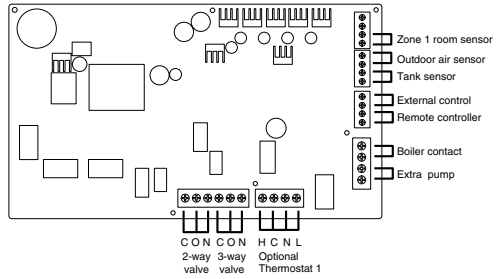 Zone 1 room sensor
Outdoor air sensor
Tank sensor
External control
Remote controller
Boiler contact
Extra pump
C O N C O N H C N L
2-way 3-way Optional
valve valve Thermostat 1